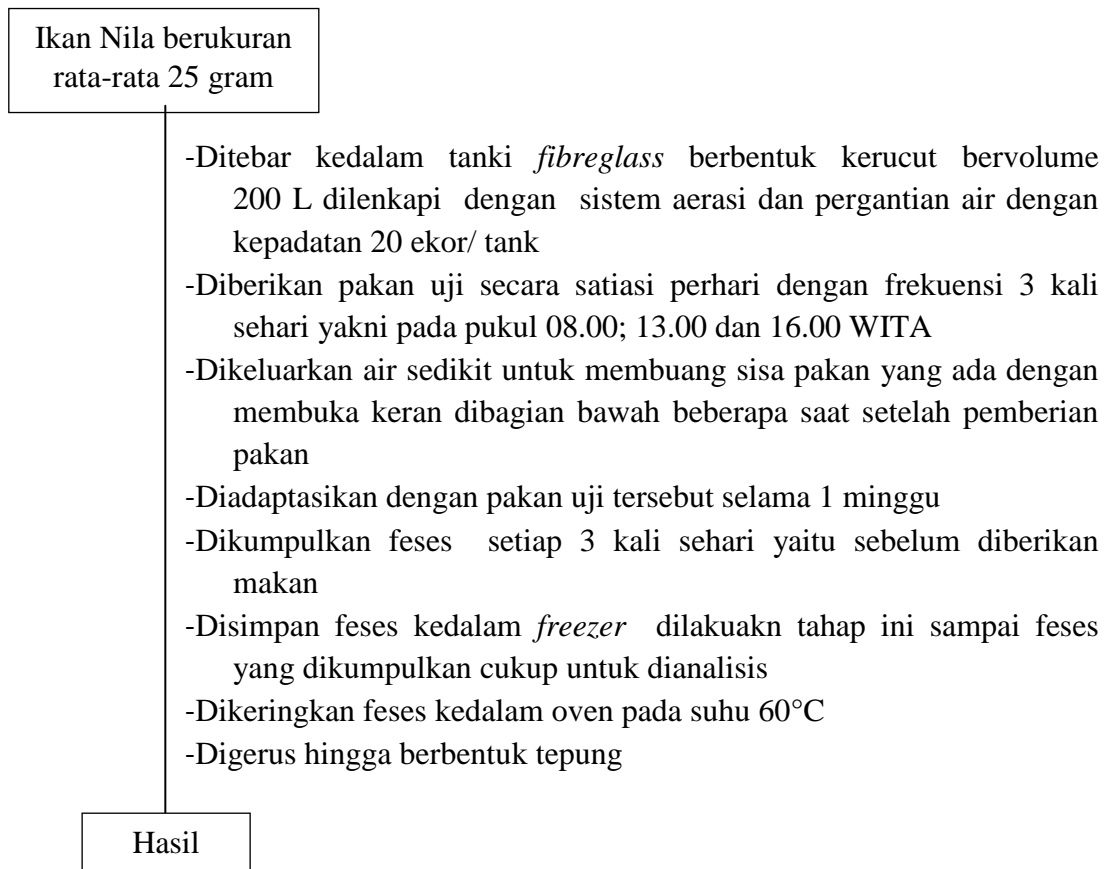 Ikan Nila berukuran
rata-rata 25 gram
-Ditebar kedalam tanki fibreglass berbentuk kerucut bervolume
200 L dilenkapi dengan sistem aerasi dan pergantian air dengan
kepadatan 20 ekor/ tank
-Diberikan pakan uji secara satiasi perhari dengan frekuensi 3 kali
sehari yakni pada pukul 08.00; 13.00 dan 16.00 WITA
-Dikeluarkan air sedikit untuk membuang sisa pakan yang ada dengan
membuka keran dibagian bawah beberapa saat setelah pemberian
pakan
-Diadaptasikan dengan pakan uji tersebut selama 1 minggu
-Dikumpulkan feses setiap 3 kali sehari yaitu sebelum diberikan
makan
-Disimpan feses kedalam freezer dilakuakn tahap ini sampai feses
yang dikumpulkan cukup untuk dianalisis
-Dikeringkan feses kedalam oven pada suhu 60°C
-Digerus hingga berbentuk tepung
Hasil